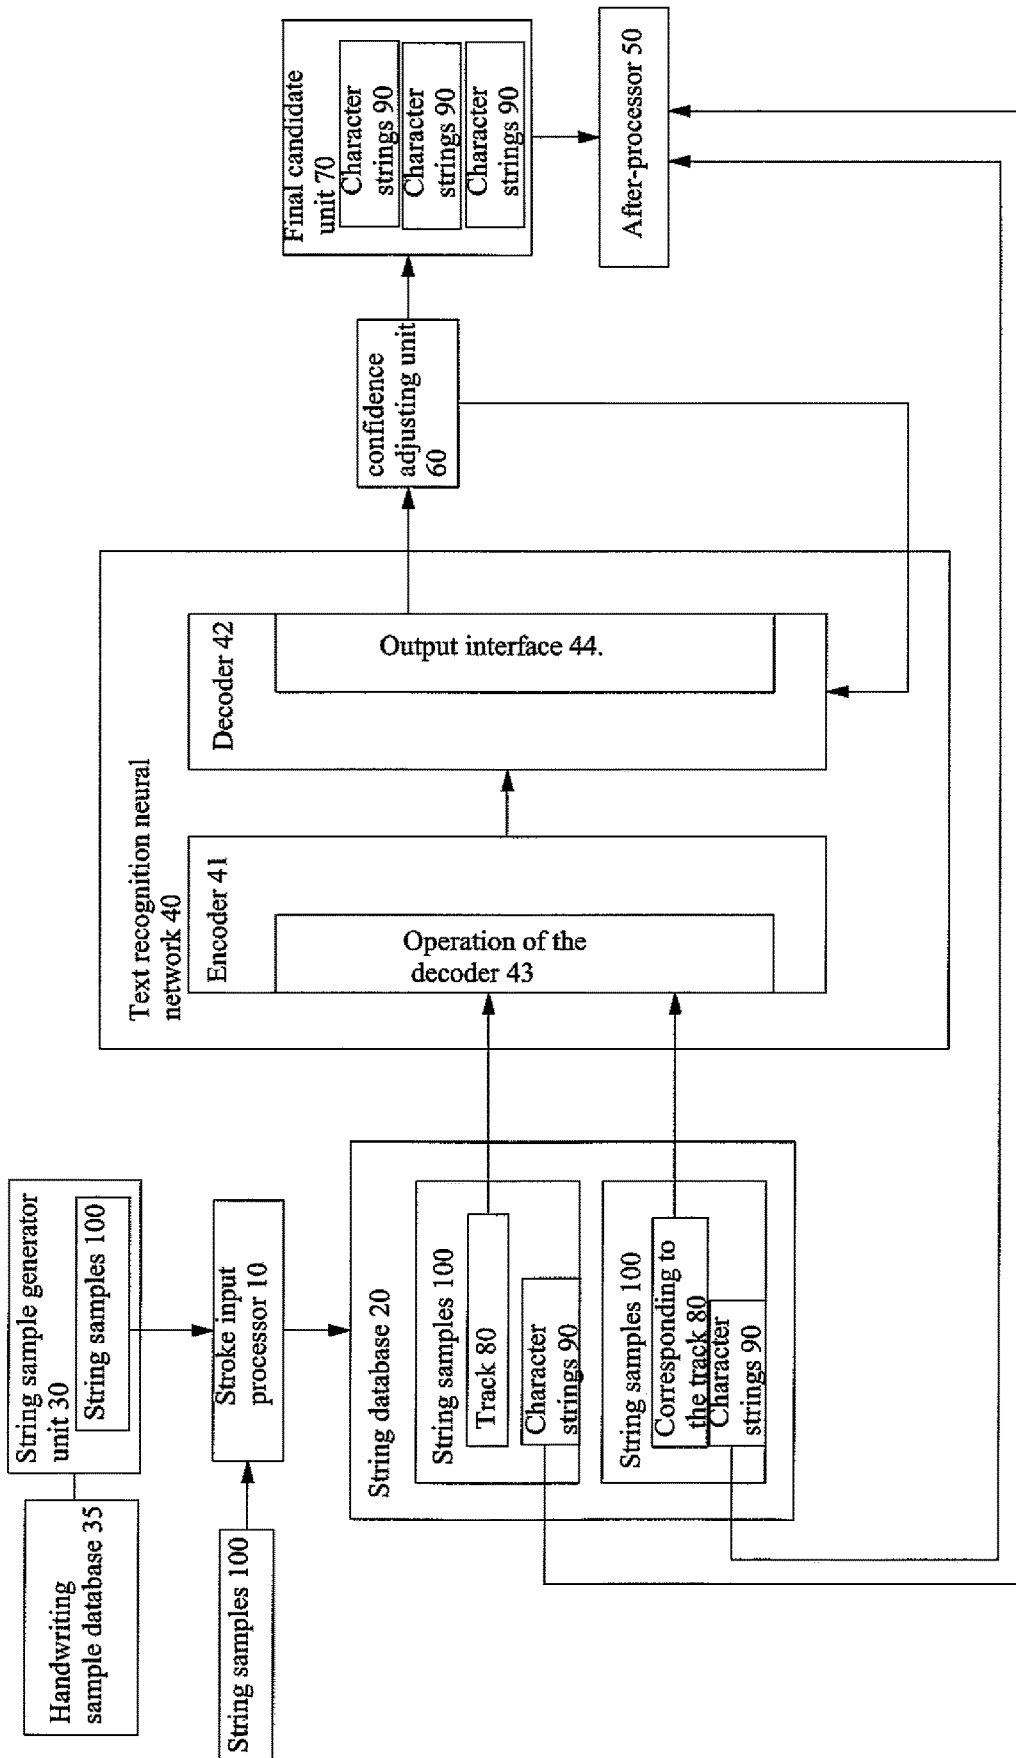 Handwriting
sample database 35
String sample generator
unit 30
String samples 100
String samples 100
Stroke input
processor 10
String database 20
String samples 100
Track 80
Character
strings 90
String samples 100
Corresponding to
the track 80
Character
strings 90
Text recognition neural
network 40
Encoder 41
Operation of the
decoder 43
Decoder 42
Output interface 44.
confidence
adjusting unit
60
Final candidate
unit 70
Character
strings 90
Character
strings 90
Character
strings 90
After-processor 50